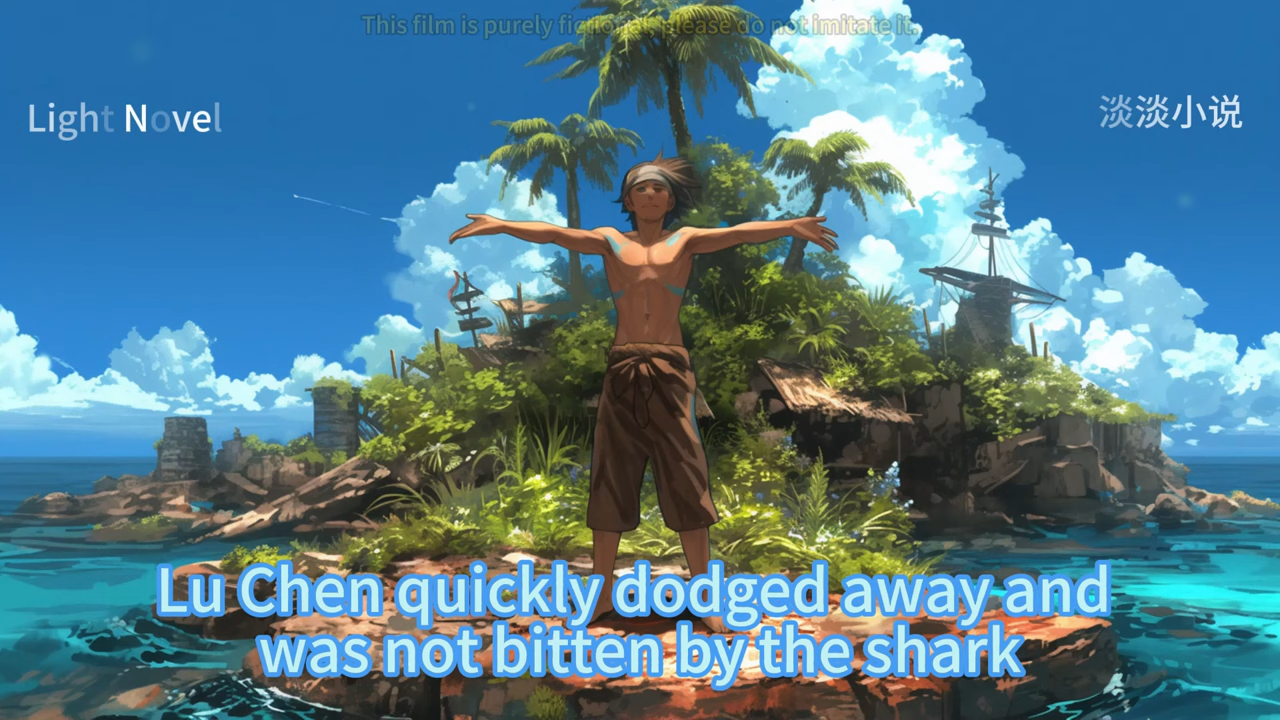 This film is purely fictional, please do not imitate it.
Light Novel
淡淡小说
Lu Chen quickly dodged away and
was not bitten by the shark